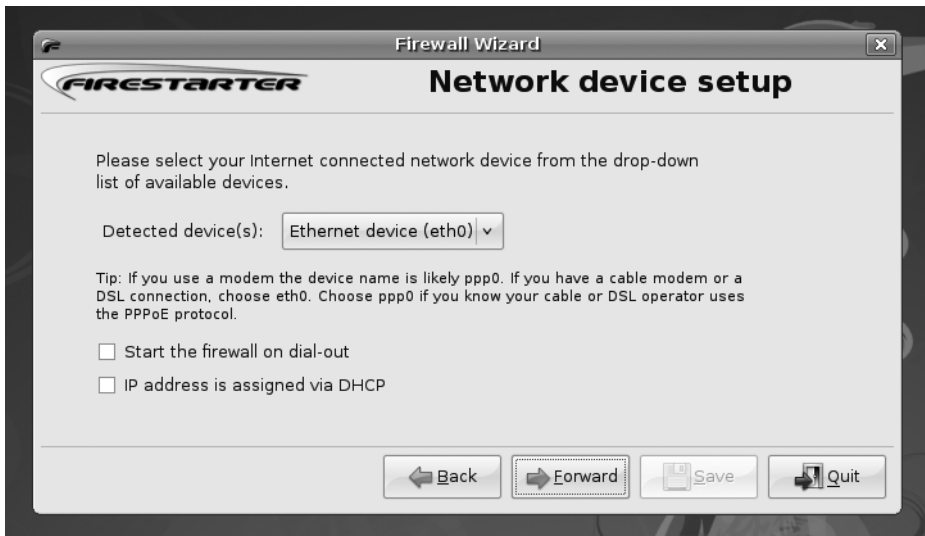 Firewall Wizard
FIRESTARTER
Network device setup
Please select your Internet connected network device from the drop-down
list of available devices.
Detected device(s): Ethernet device (eth0)
Tip: If you use a modem the device name is likely ppp0. If you have a cable modem or a
DSL connection, choose eth0. Choose ppp0 if you know your cable or DSL operator uses
the PPPoE protocol.
Start the firewall on dial-out
IP address is assigned via DHCP
Back Forward Save Quit